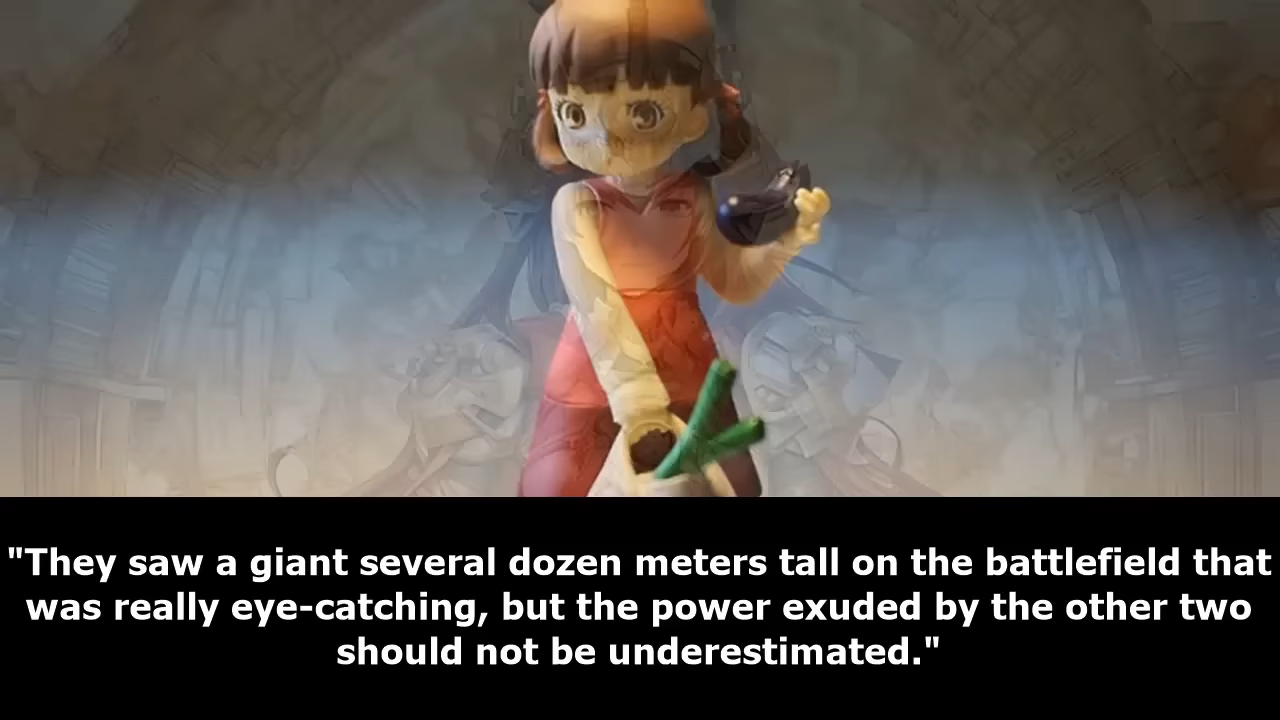 "They saw a giant several dozen meters tall on the battlefield that
was really eye-catching, but the power exuded by the other two
should not be underestimated."